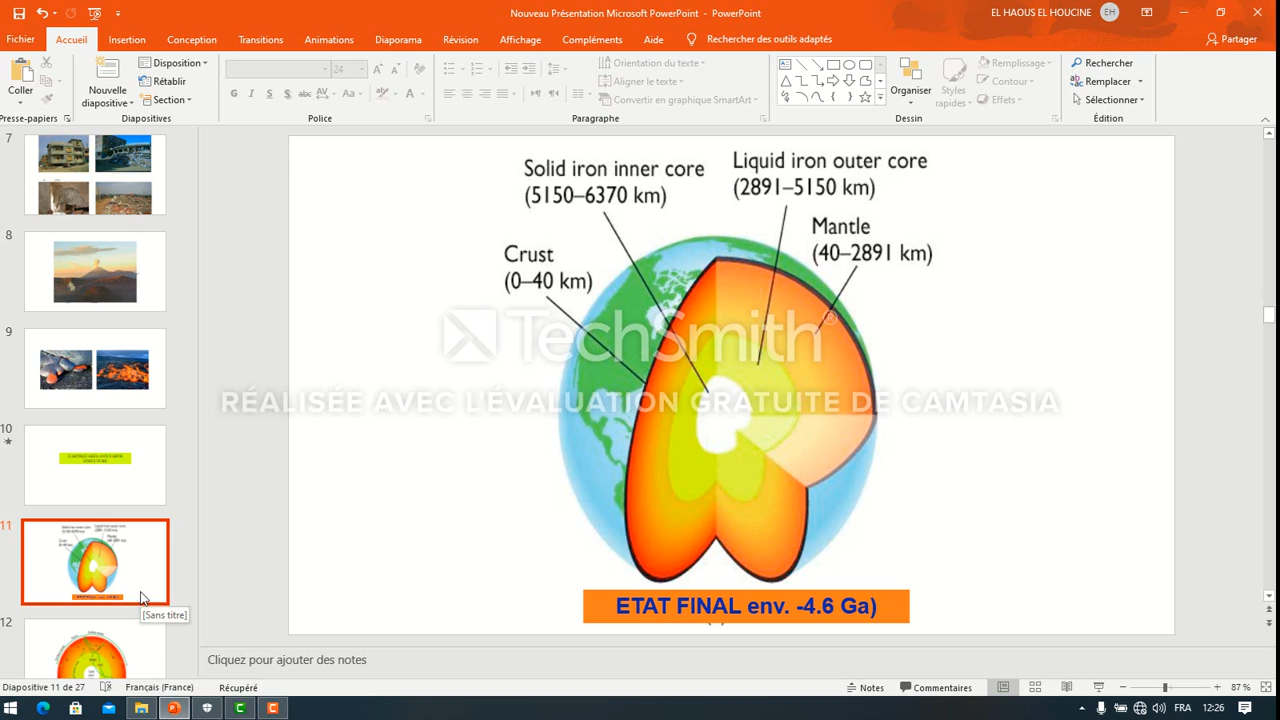 Nouveau Présentation Microsoft PowerPoint - PowerPoint
EL HAOUS EL HOUCINE EH
Fichier Accueil Insertion Conception Transitions Animations Diaporama Révision Affichage Compléments Aide Rechercher des outils adaptés Partager
Coller
Presse-papiers
Nouvelle
diapositive
Disposition
Rétablir
Section
Diapositives
24
G I S S abc AV Aa A
Police
Orientation du texte
Aligner le texte
Convertir en graphique SmartArt
Paragraphe
Organiser
Styles
rapides
Remplissage
Contour
Effets
Dessin
Rechercher
Remplacer
Sélectionner
Édition
7
8
9
10
11
12
[Sans titre]
Solid iron inner core
(5150–6370 km)
Liquid iron outer core
(2891–5150 km)
Mantle
(40–2891 km)
Crust
(0–40 km)
TechSmith®
RÉALISÉE AVEC L'ÉVALUATION GRATUITE DE CAMTASIA
ETAT FINAL env. -4.6 Ga)
Cliquez pour ajouter des notes
Diapositive 11 de 27 Français (France) Récupéré Notes Commentaires 87 %
FRA 12:26